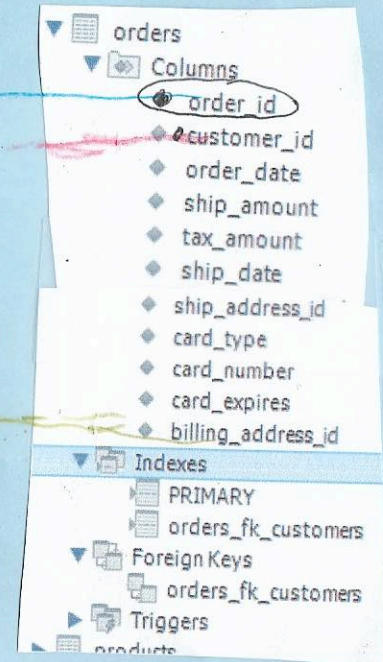 orders
Columns
order_id
customer_id
order_date
ship_amount
tax_amount
ship_date
ship_address_id
card_type
card_number
card_expires
billing_address_id
Indexes
PRIMARY
orders_fk_customers
Foreign Keys
orders_fk_customers
Triggers
products